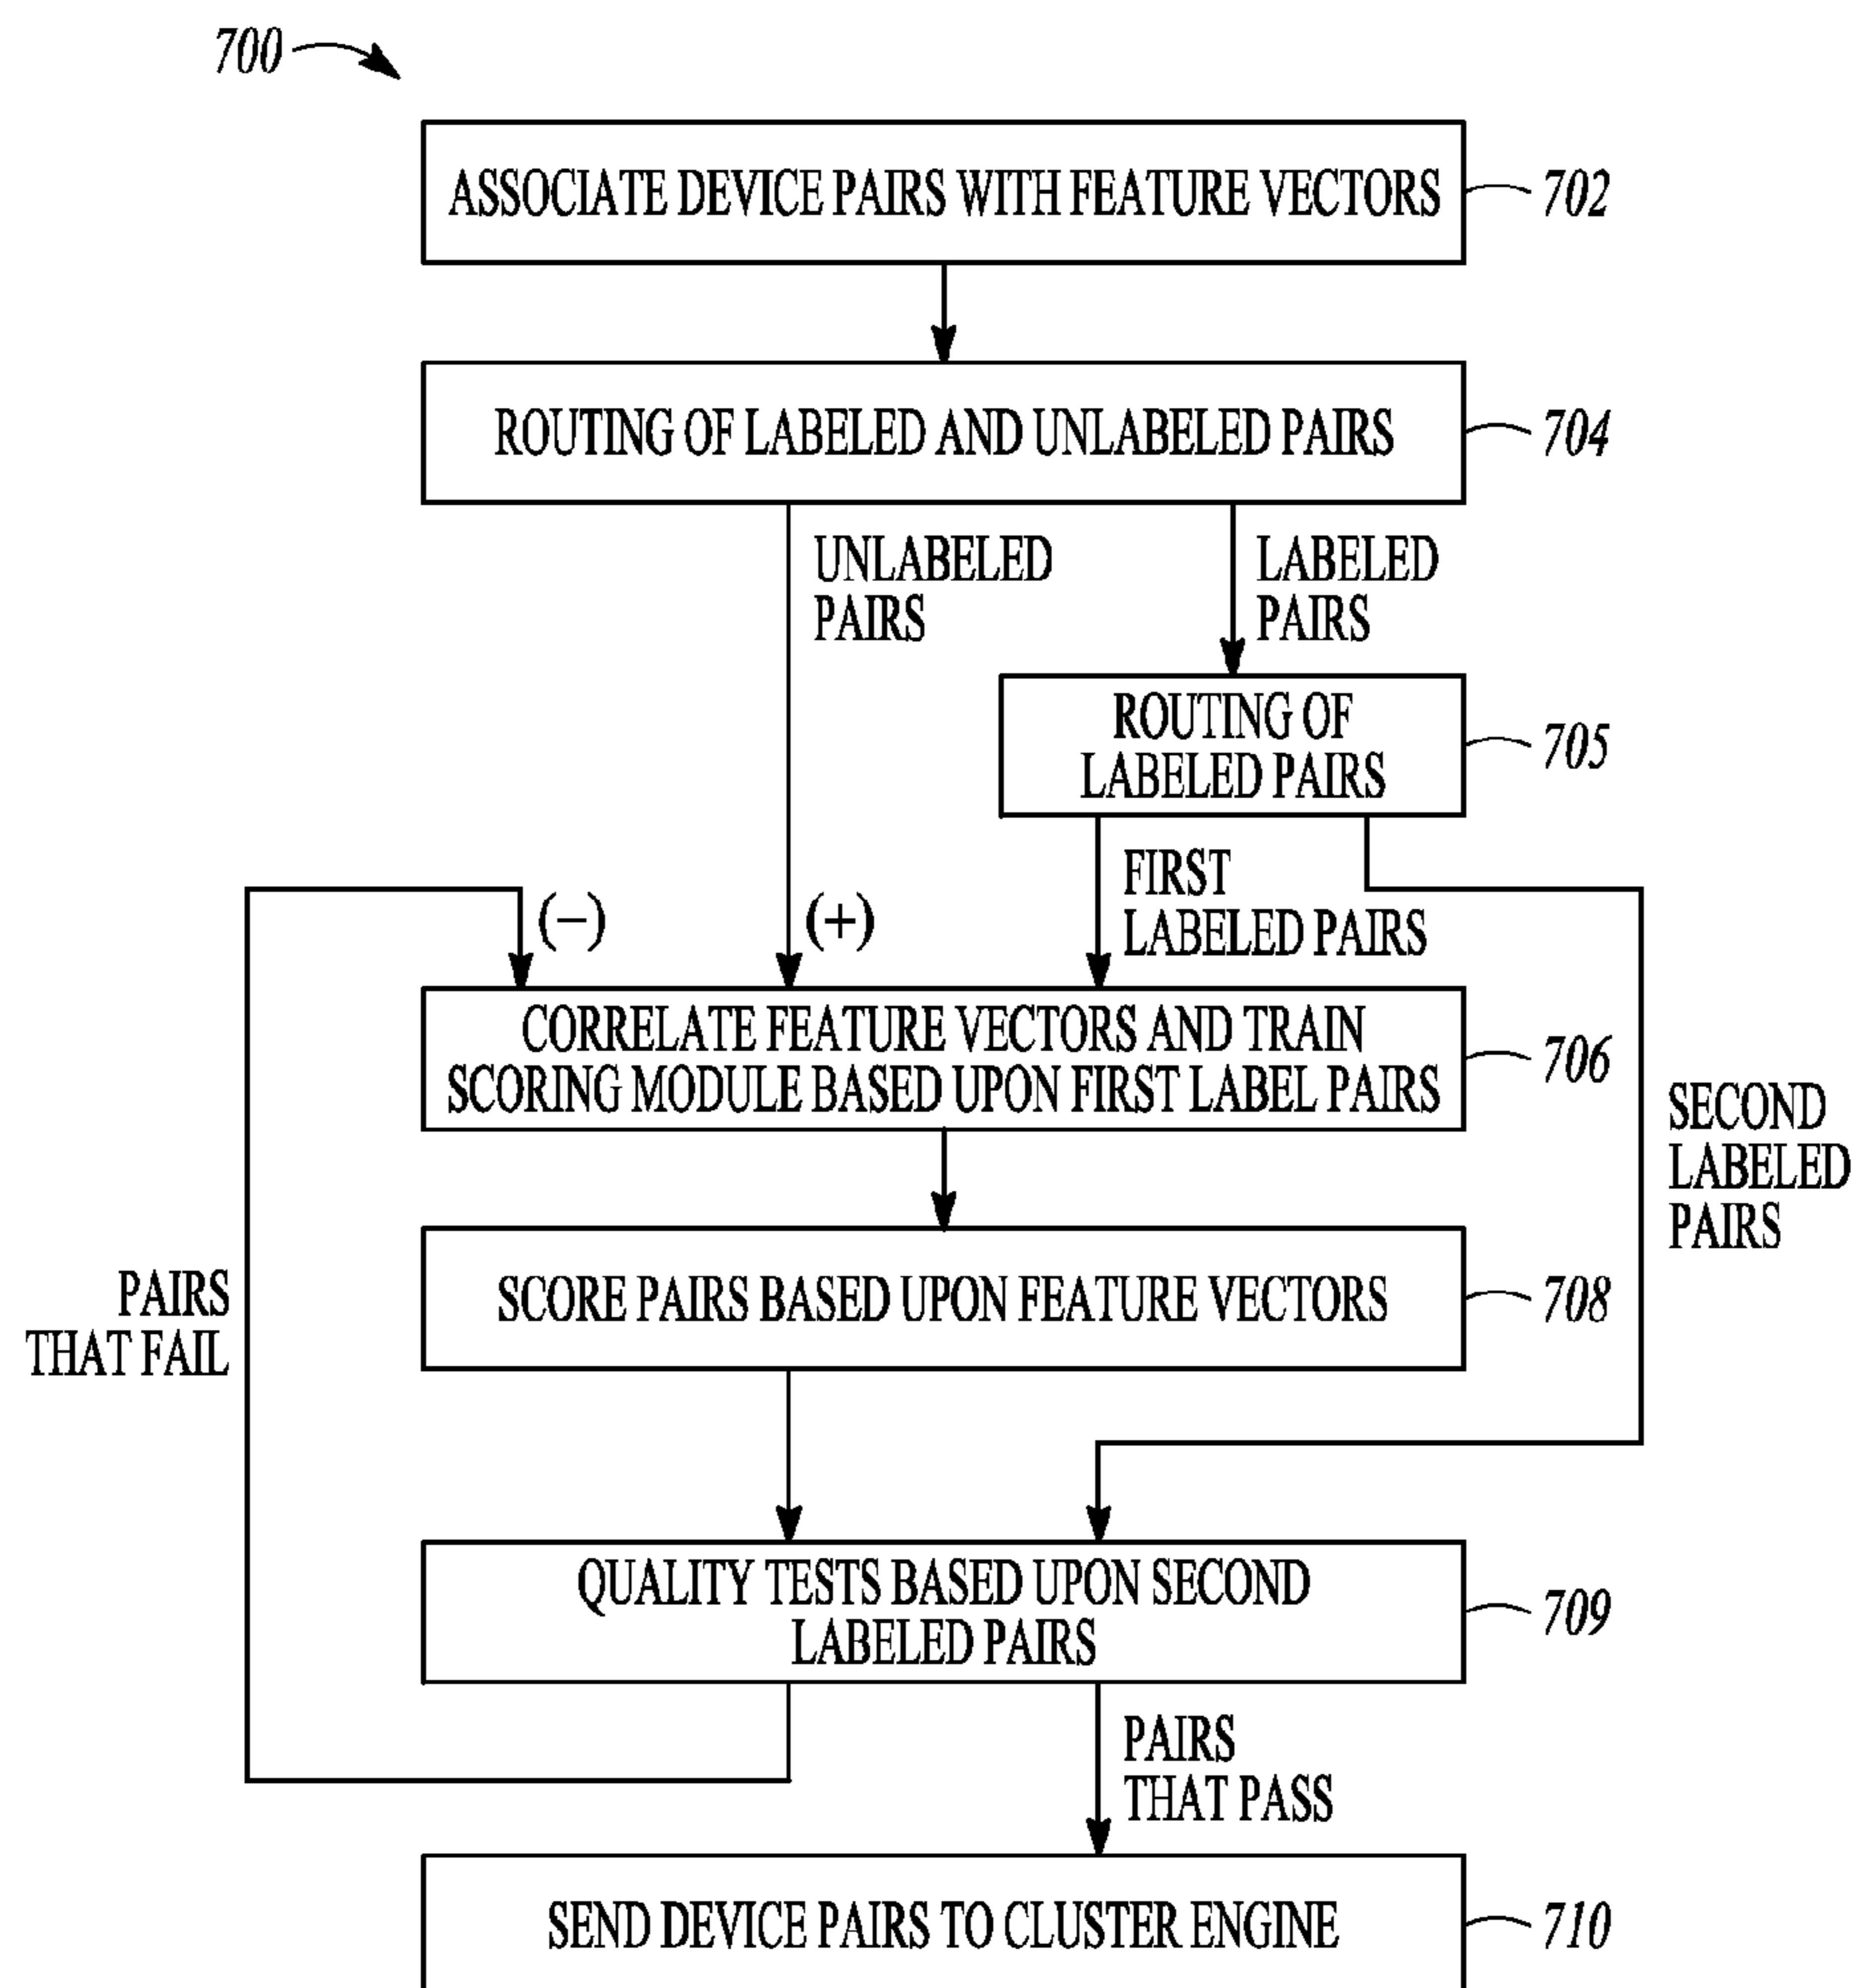 700
ASSOCIATE DEVICE PAIRS WITH FEATURE VECTORS
702
ROUTING OF LABELED AND UNLABELED PAIRS
704
UNLABELED
PAIRS
LABELED
PAIRS
ROUTING OF
LABELED PAIRS
705
FIRST
LABELED PAIRS
(−)
(+)
CORRELATE FEATURE VECTORS AND TRAIN
SCORING MODULE BASED UPON FIRST LABEL PAIRS
706
SECOND
LABELED
PAIRS
SCORE PAIRS BASED UPON FEATURE VECTORS
708
PAIRS
THAT FAIL
QUALITY TESTS BASED UPON SECOND
LABELED PAIRS
709
PAIRS
THAT PASS
SEND DEVICE PAIRS TO CLUSTER ENGINE
710